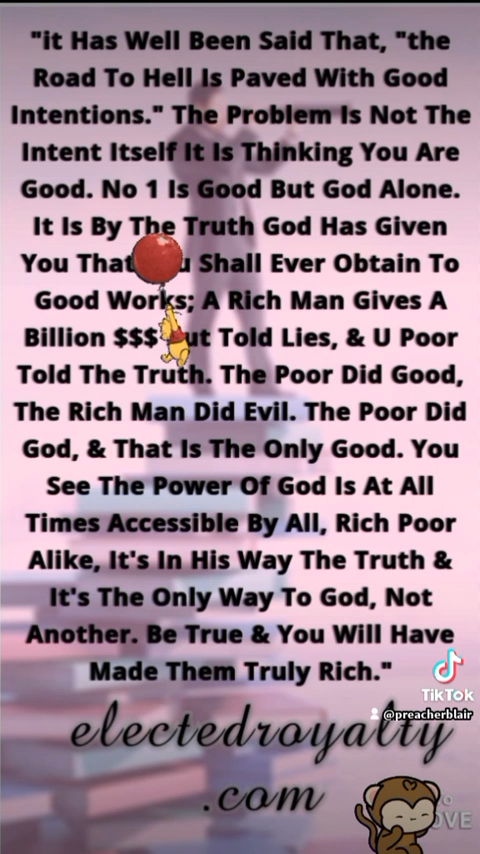 "it Has Well Been Said That, "the
Road To Hell Is Paved With Good
Intentions." The Problem Is Not The
Intent Itself It Is Thinking You Are
Good. No 1 Is Good But God Alone.
It Is By The Truth God Has Given
You That Shall Ever Obtain To
Good Works; A Rich Man Gives A
Billion $$$ ut Told Lies, & U Poor
Told The Truth. The Poor Did Good,
The Rich Man Did Evil. The Poor Did
God, & That Is The Only Good. You
See The Power Of God Is At All
Times Accessible By All, Rich Poor
Alike, It's In His Way The Truth &
It's The Only Way To God, Not
Another. Be True & You Will Have
Made Them Truly Rich."
TikTok
@preacherblair
electedroyalty
.com